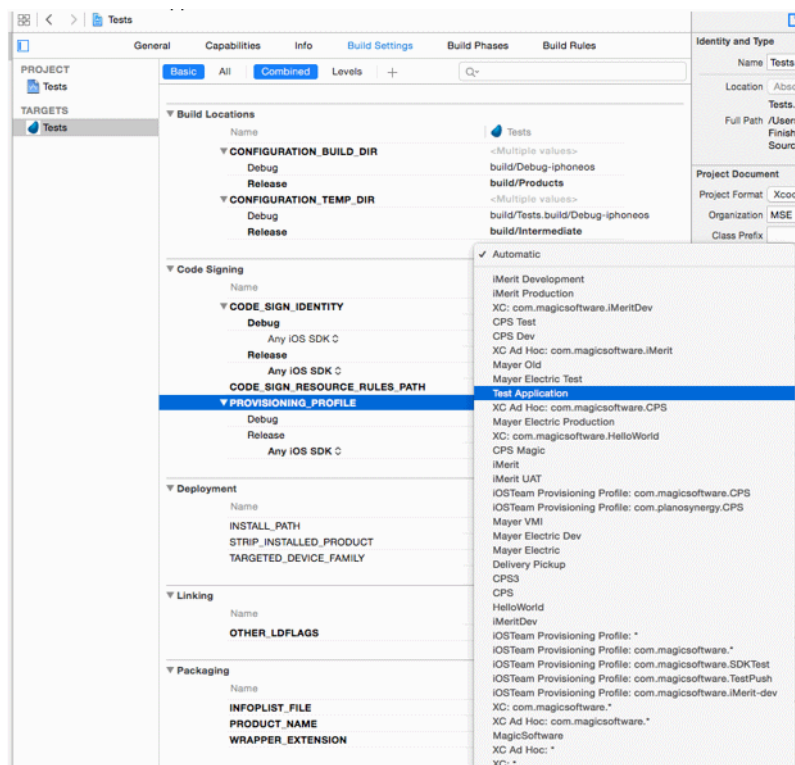 Tests
General Capabilities Info Build Settings Build Phases Build Rules
PROJECT
Tests
TARGETS
Tests
Basic All Combined Levels +
Build Locations
Name Tests
CONFIGURATION_BUILD_DIR <Multiple values>
Debug build/Debug-iphoneos
Release build/Products
CONFIGURATION_TEMP_DIR <Multiple values>
Debug build/Tests.build/Debug-iphoneos
Release build/Intermediate
Code Signing
Name
CODE_SIGN_IDENTITY
Debug
Any iOS SDK
Release
Any iOS SDK
CODE_SIGN_RESOURCE_RULES_PATH
PROVISIONING_PROFILE
Debug
Release
Any iOS SDK
Deployment
Name
INSTALL_PATH
STRIP_INSTALLED_PRODUCT
TARGETED_DEVICE_FAMILY
Linking
Name
OTHER_LDFLAGS
Packaging
Name
INFOPLIST_FILE
PRODUCT_NAME
WRAPPER_EXTENSION
✓ Automatic
iMerit Development
iMerit Production
XC: com.magicsoftware.iMeritDev
CPS Test
CPS Dev
XC Ad Hoc: com.magicsoftware.iMerit
Mayer Old
Mayer Electric Test
Test Application
XC Ad Hoc: com.magicsoftware.CPS
Mayer Electric Production
XC: com.magicsoftware.HelloWorld
CPS Magic
iMerit
iMerit UAT
iOSTeam Provisioning Profile: com.magicsoftware.CPS
iOSTeam Provisioning Profile: com.planosynergy.CPS
Mayer VMI
Mayer Electric Dev
Mayer Electric
Delivery Pickup
CPS3
CPS
HelloWorld
iMeritDev
iOSTeam Provisioning Profile: *
iOSTeam Provisioning Profile: com.magicsoftware.*
iOSTeam Provisioning Profile: com.magicsoftware.SDKTest
iOSTeam Provisioning Profile: com.magicsoftware.TestPush
iOSTeam Provisioning Profile: com.magicsoftware.iMerit-dev
XC: com.magicsoftware.*
XC Ad Hoc: com.magicsoftware.*
MagicSoftware
XC Ad Hoc: *
XC: *
Identity and Type
Name Tests
Location Abso
Tests.
Full Path /Users
Finish
Sourc
Project Document
Project Format Xcod
Organization MSE
Class Prefix